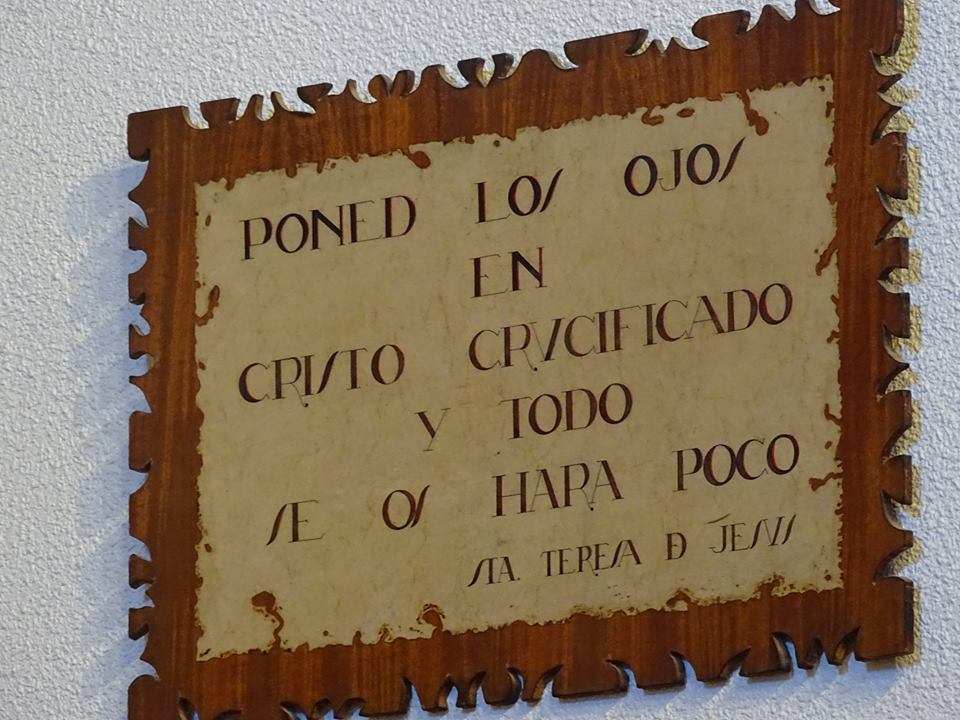 PONED LOS OJOS
EN
CRISTO CRVCIFICADO
Y TODO
SE OS HARA POCO
STA. TERESA Đ JESVS